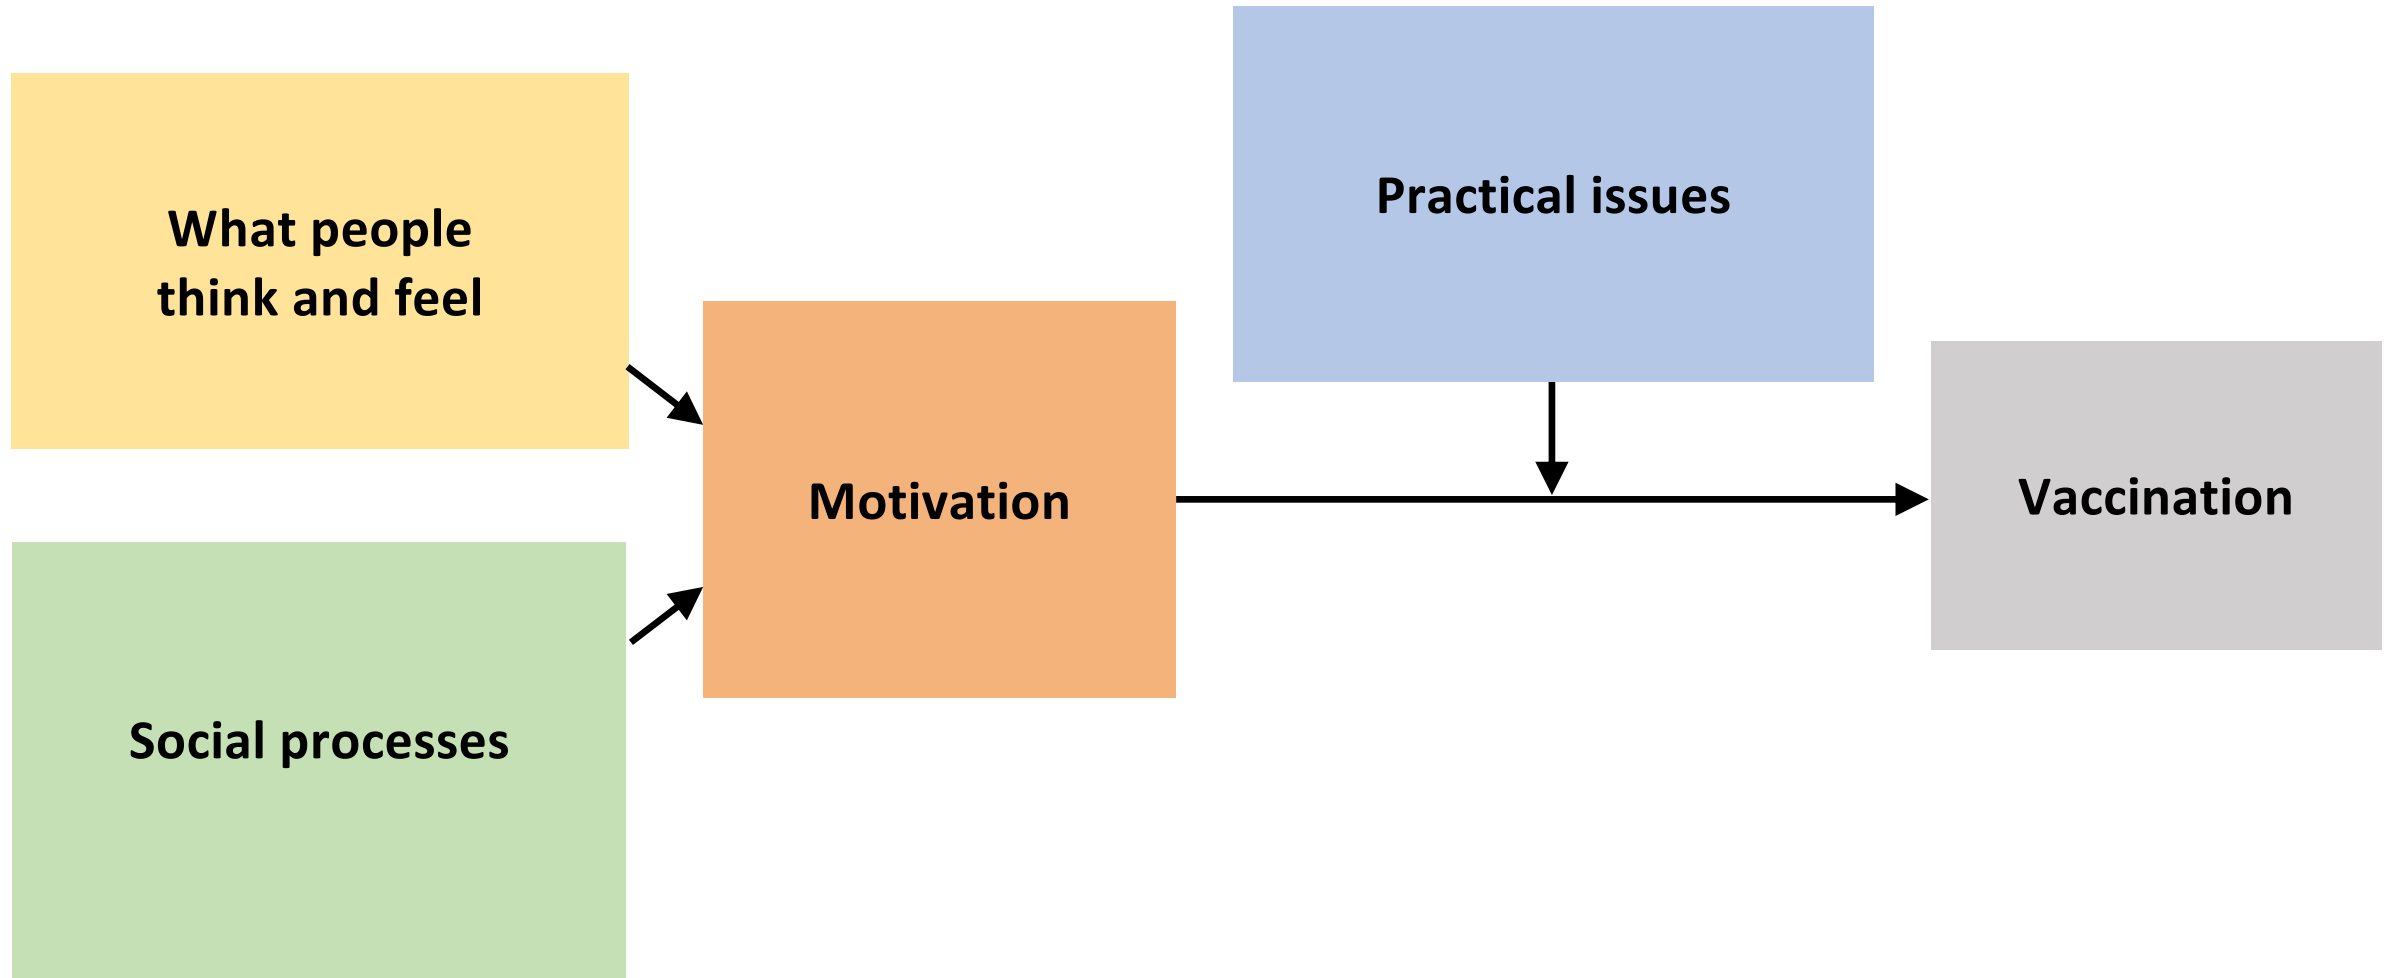 What people
think and feel
Social processes
Motivation
Practical issues
Vaccination